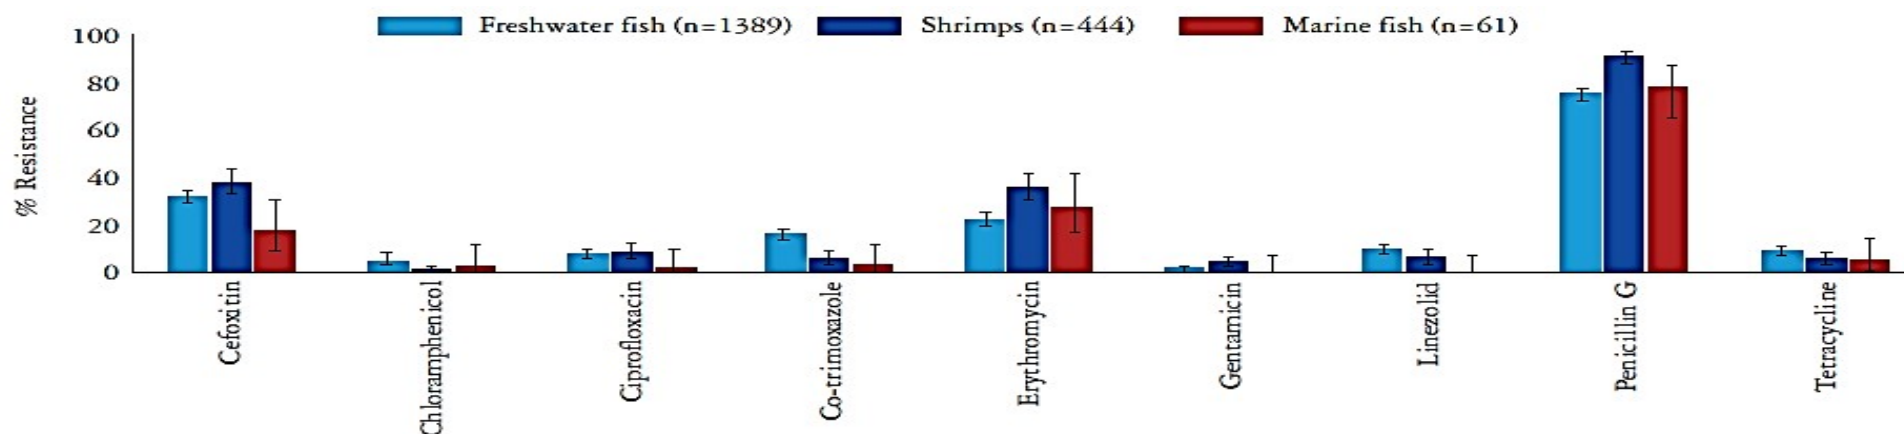 Freshwater fish (n=1389) Shrimps (n=444) Marine fish (n=61)
% Resistance
100
80
60
40
20
0
Cefoxitin
Chloramphenicol
Ciprofloxacin
Co-trimoxazole
Erythromycin
Gentamicin
Linezolid
Penicillin G
Tetracycline